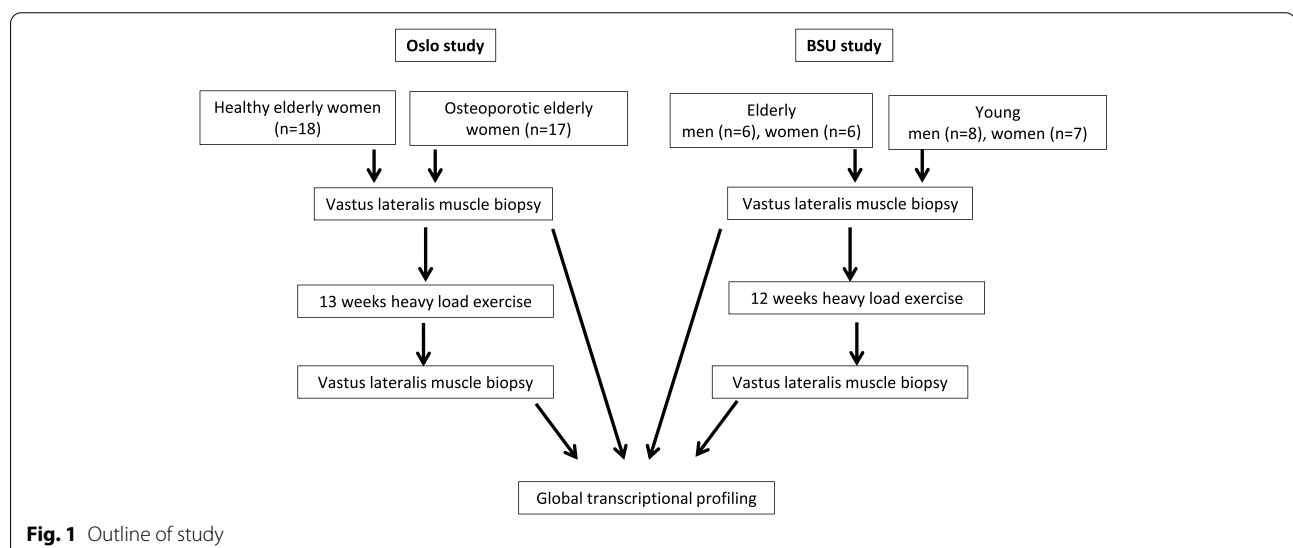 Oslo study
BSU study
Healthy elderly women
(n=18)
Osteoporotic elderly
women (n=17)
Elderly
men (n=6), women (n=6)
Young
men (n=8), women (n=7)
Vastus lateralis muscle biopsy
Vastus lateralis muscle biopsy
13 weeks heavy load exercise
12 weeks heavy load exercise
Vastus lateralis muscle biopsy
Vastus lateralis muscle biopsy
Global transcriptional profiling
Fig. 1 Outline of study